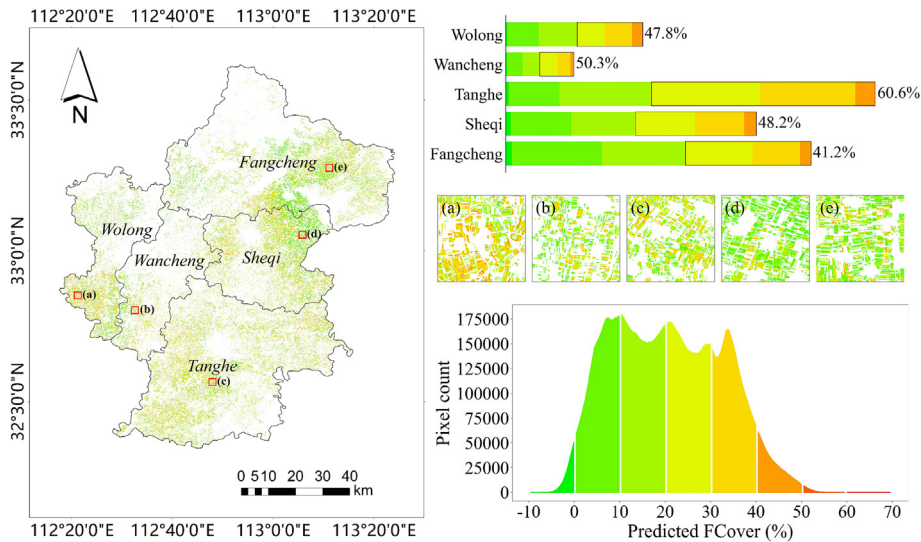 112°20'0"E 112°40'0"E 113°0'0"E 113°20'0"E
33°30'0"N
33°0'0"N
32°30'0"N
N
Fangcheng
(e)
Wolong
Wancheng
Sheqi
(d)
(a)
(b)
Tanghe
(c)
0 5 10 20 30 40
km
112°20'0"E 112°40'0"E 113°0'0"E 113°20'0"E
Wolong 47.8%
Wancheng 50.3%
Tanghe 60.6%
Sheqi 48.2%
Fangcheng 41.2%
(a) (b) (c) (d) (e)
Pixel count
175000
150000
125000
100000
75000
50000
25000
0
-10 0 10 20 30 40 50 60 70
Predicted FCover (%)